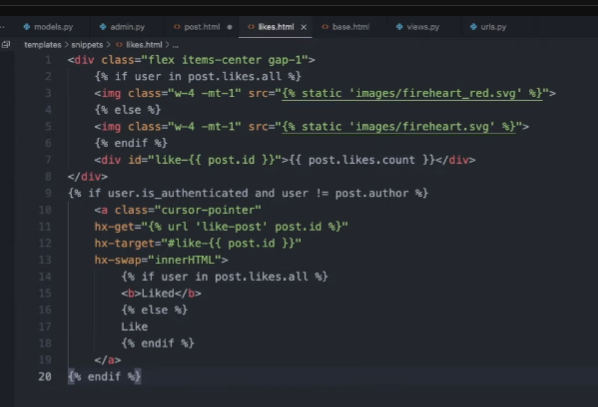 models.py admin.py post.html likes.html base.html views.py urls.py
templates > snippets > likes.html > ...
1 <div class="flex items-center gap-1">
2 {% if user in post.likes.all %}
3 <img class="w-4 -mt-1" src="{% static 'images/fireheart_red.svg' %}">
4 {% else %}
5 <img class="w-4 -mt-1" src="{% static 'images/fireheart.svg' %}">
6 {% endif %}
7 <div id="like-{{ post.id }}">{{ post.likes.count }}</div>
8 </div>
9 {% if user.is_authenticated and user != post.author %}
10 <a class="cursor-pointer"
11 hx-get="{% url 'like-post' post.id %}"
12 hx-target="#like-{{ post.id }}"
13 hx-swap="innerHTML">
14 {% if user in post.likes.all %}
15 <b>Liked</b>
16 {% else %}
17 Like
18 {% endif %}
19 </a>
20 {% endif %}